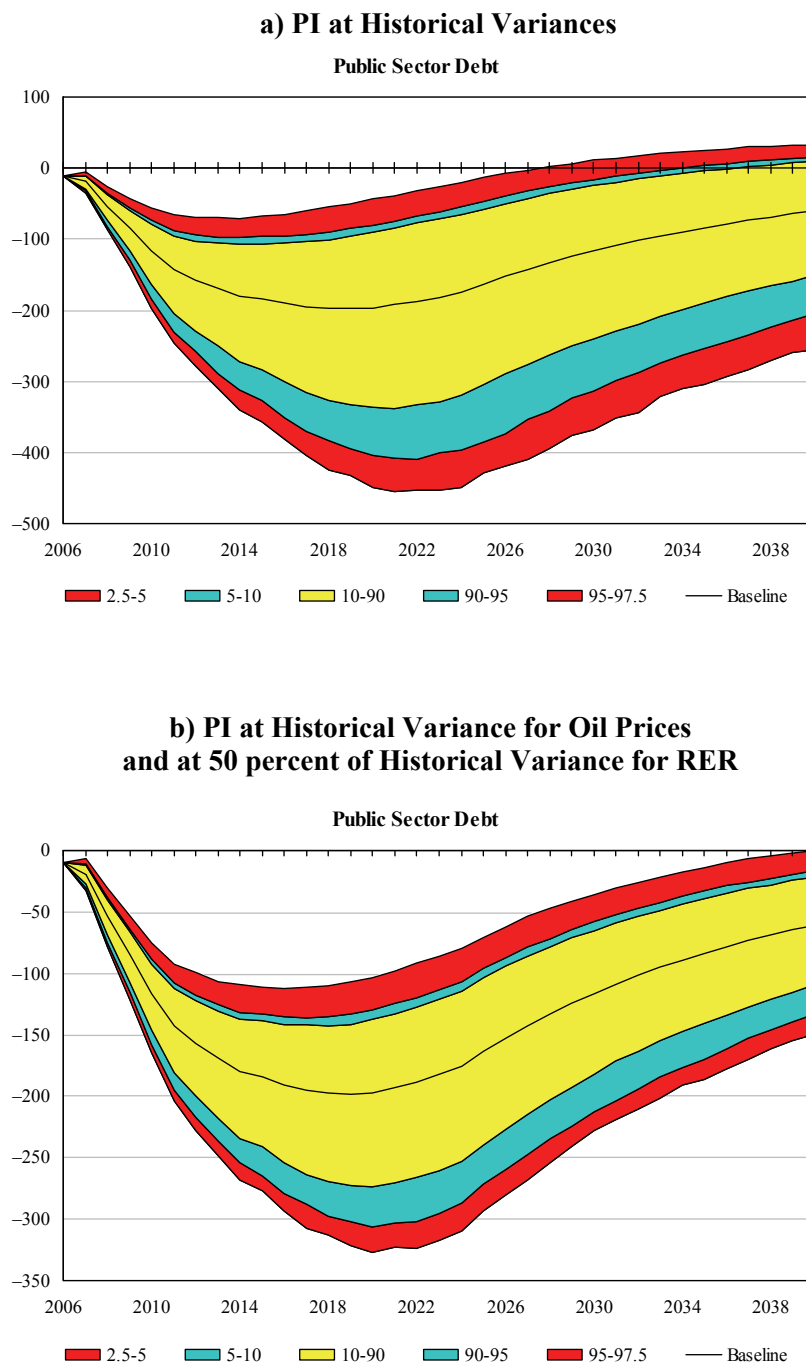 a) PI at Historical Variances
Public Sector Debt
100
0
–100
–200
–300
–400
–500
2006 2010 2014 2018 2022 2026 2030 2034 2038
2.5-5 5-10 10-90 90-95 95-97.5 Baseline
b) PI at Historical Variance for Oil Prices
and at 50 percent of Historical Variance for RER
Public Sector Debt
0
–50
–100
–150
–200
–250
–300
–350
2006 2010 2014 2018 2022 2026 2030 2034 2038
2.5-5 5-10 10-90 90-95 95-97.5 Baseline